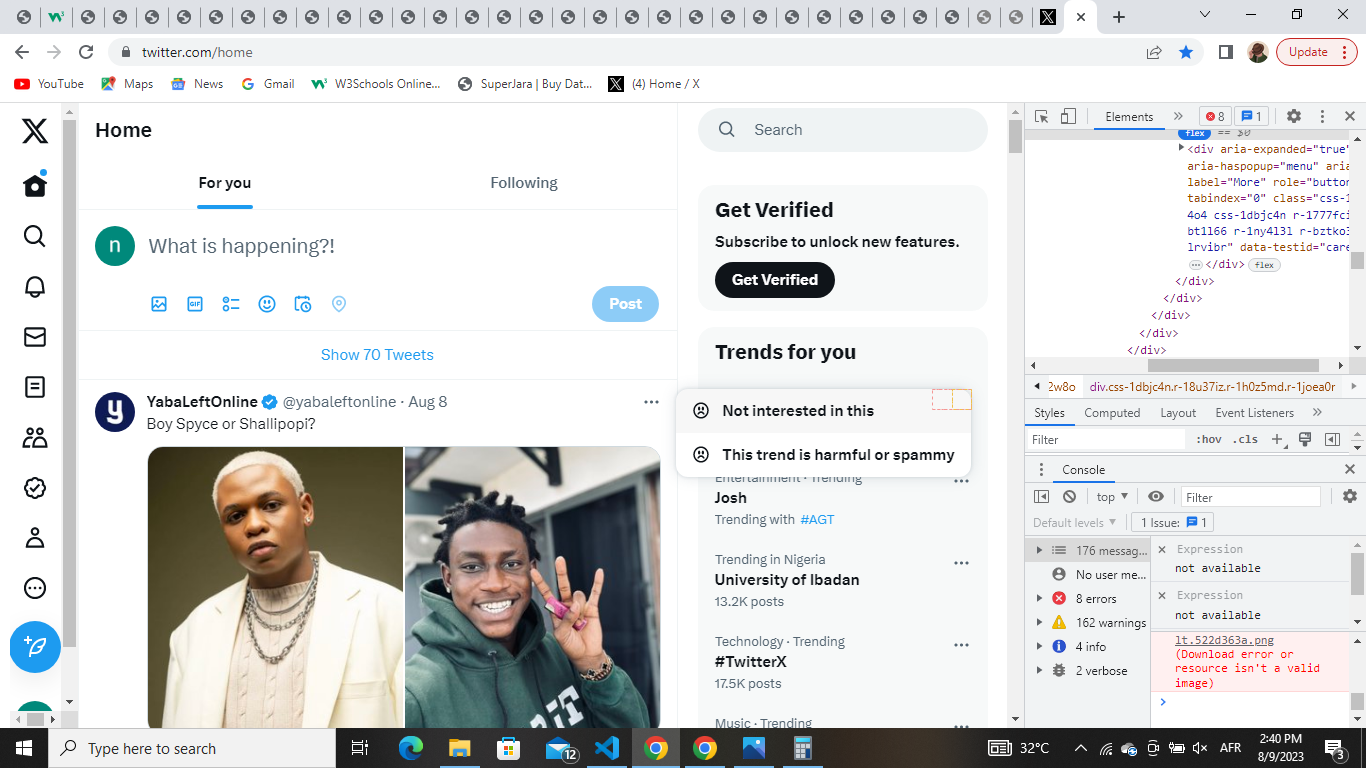 twitter.com/home
Update
YouTube
Maps
News
Gmail
W3Schools Online...
SuperJara | Buy Dat...
(4) Home / X
Home
For you
Following
n
What is happening?!
GIF
Post
Show 70 Tweets
YabaLeftOnline @yabaleftonline · Aug 8
Boy Spyce or Shallipopi?
Search
Get Verified
Subscribe to unlock new features.
Get Verified
Trends for you
Not interested in this
This trend is harmful or spammy
Entertainment · Trending
Josh
Trending with #AGT
Trending in Nigeria
University of Ibadan
13.2K posts
Technology · Trending
#TwitterX
17.5K posts
Music · Trending
Elements
8
1
flex == $0
<div aria-expanded="true"
aria-haspopup="menu" aria
label="More" role="button
tabindex="0" class="css-1
4o4 css-1dbjc4n r-1777fci
bt1166 r-1ny4l3l r-bztko3
lrvibr" data-testid="care
</div> flex
</div>
</div>
</div>
</div>
</div>
2w8o
div.css-1dbjc4n.r-18u37iz.r-1h0z5md.r-1joea0r
Styles
Computed
Layout
Event Listeners
Filter
:hov
.cls
Console
top
Filter
Default levels
1 Issue: 1
176 messag...
No user me...
8 errors
162 warnings
4 info
2 verbose
Expression
not available
Expression
not available
lt.522d363a.png
(Download error or
resource isn't a valid
image)
Type here to search
12
32°C
AFR
2:40 PM
8/9/2023
3